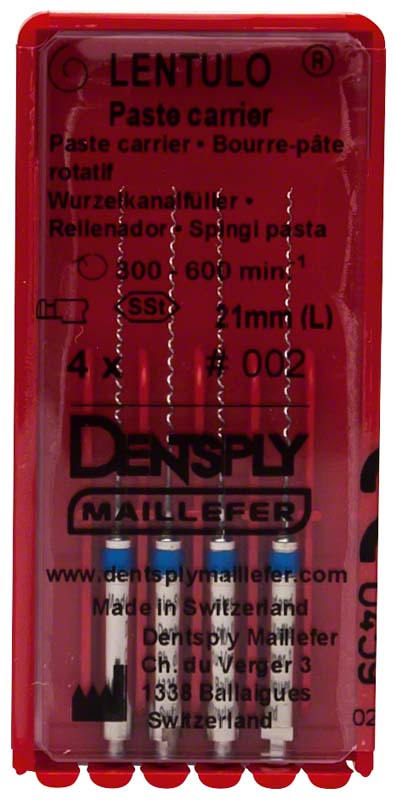 LENTULO ®
Paste carrier
Paste carrier • Bourre-pâte
rotatif
Wurzelkanalfüller •
Rellenador • Spingi pasta
300 - 600 min.-1
SSt
21mm (L)
4 x # 002
DENTSPLY
MAILLEFER
www.dentsplymaillefer.com
Made in Switzerland
Dentsply Maillefer
Ch. du Verger 3
1338 Ballaigues
Switzerland
0459
02